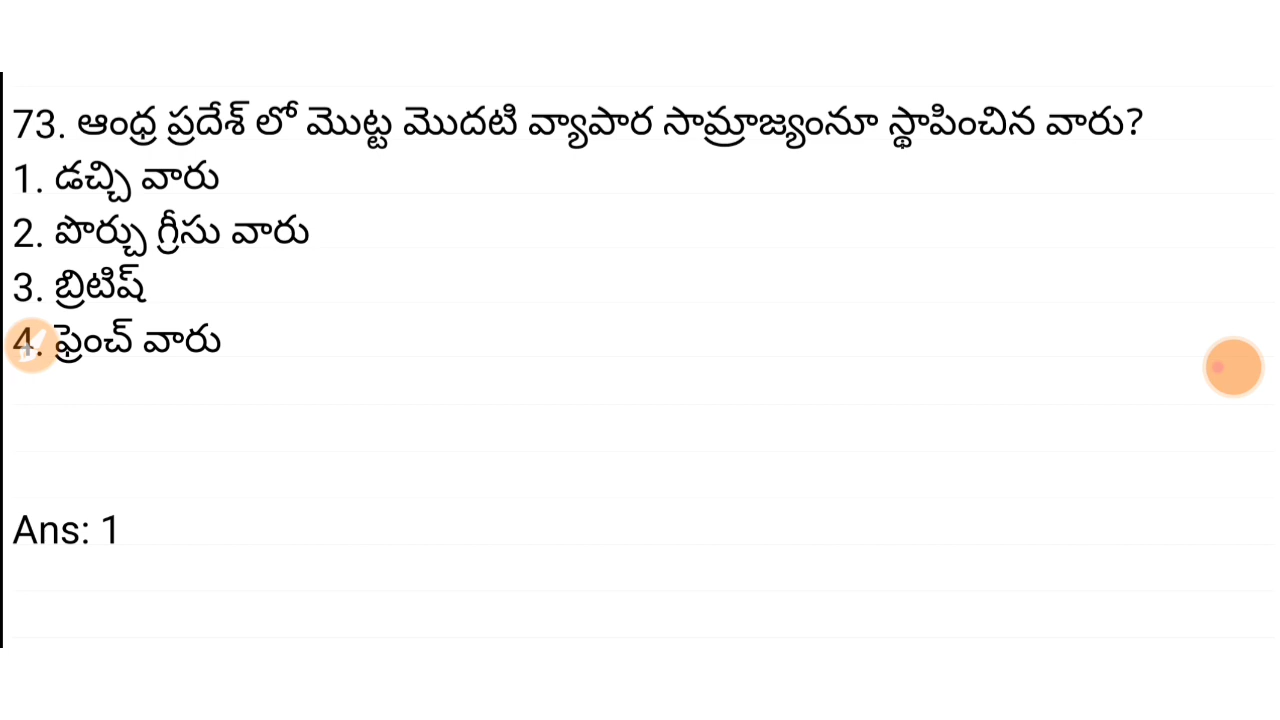 73. ఆంధ్ర ప్రదేశ్ లో మొట్ట మొదటి వ్యాపార సామ్రాజ్యంనూ స్థాపించిన వారు?
1. డచ్చి వారు
2. పొర్చు గ్రీసు వారు
3. బ్రిటిష్
4. ఫ్రెంచ్ వారు
Ans: 1